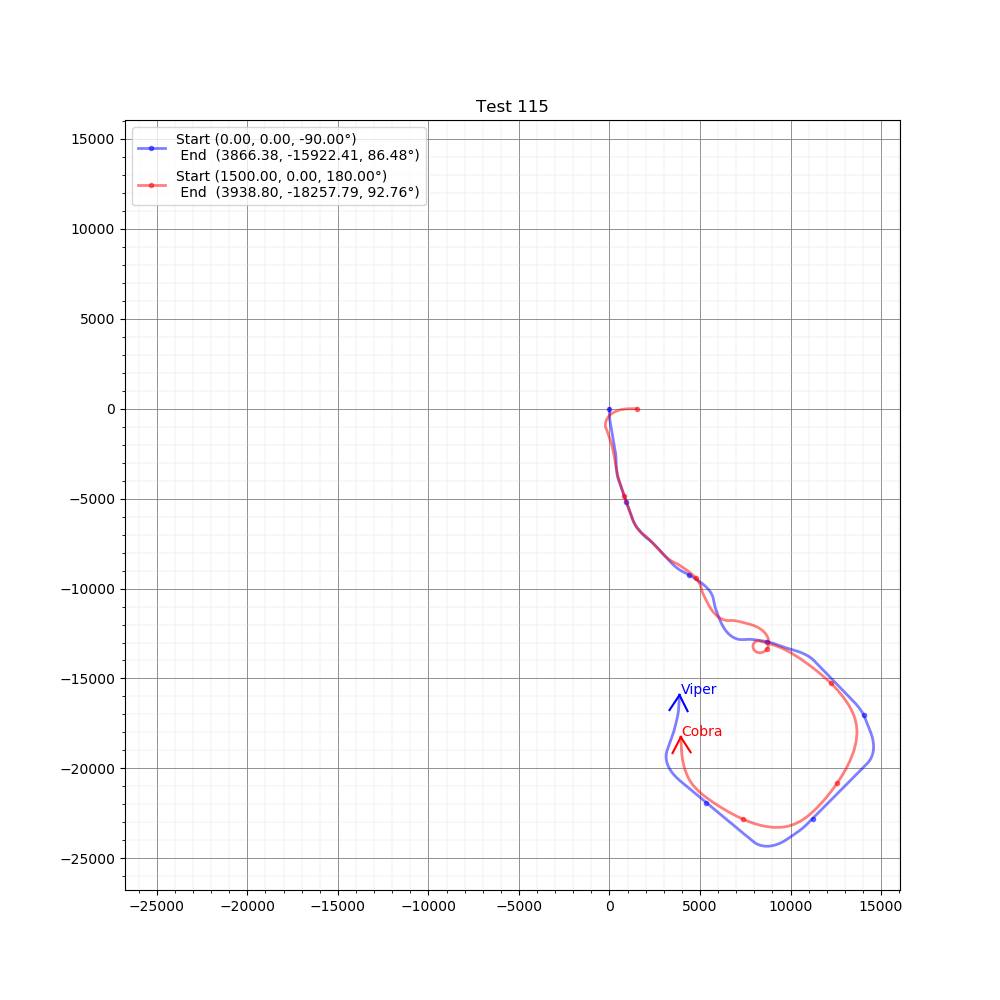 Test 115
Start (0.00, 0.00, -90.00°)
End  (3866.38, -15922.41, 86.48°)
Start (1500.00, 0.00, 180.00°)
End  (3938.80, -18257.79, 92.76°)
15000
10000
5000
0
−5000
−10000
−15000
−20000
−25000
Viper
Cobra
−25000 −20000 −15000 −10000 −5000 0 5000 10000 15000